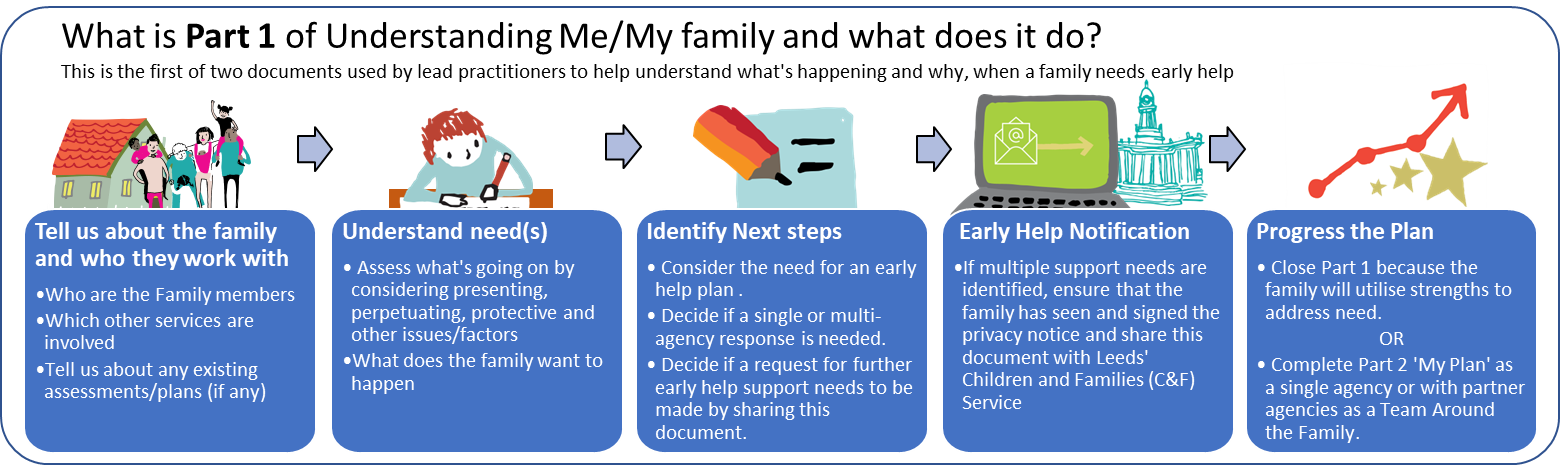 What is Part 1 of Understanding Me/My family and what does it do?
This is the first of two documents used by lead practitioners to help understand what's happening and why, when a family needs early help
Tell us about the family
and who they work with
•Who are the Family members
•Which other services are
involved
•Tell us about any existing
assessments/plans (if any)
Understand need(s)
• Assess what's going on by
considering presenting,
perpetuating, protective and
other issues/factors
•What does the family want to
happen
Identify Next steps
• Consider the need for an early
help plan .
• Decide if a single or multi-
agency response is needed.
• Decide if a request for further
early help support needs to be
made by sharing this
document.
Early Help Notification
•If multiple support needs are
identified, ensure that the
family has seen and signed the
privacy notice and share this
document with Leeds'
Children and Families (C&F)
Service
Progress the Plan
• Close Part 1 because the
family will utilise strengths to
address need.
OR
• Complete Part 2 'My Plan' as
a single agency or with partner
agencies as a Team Around
the Family.